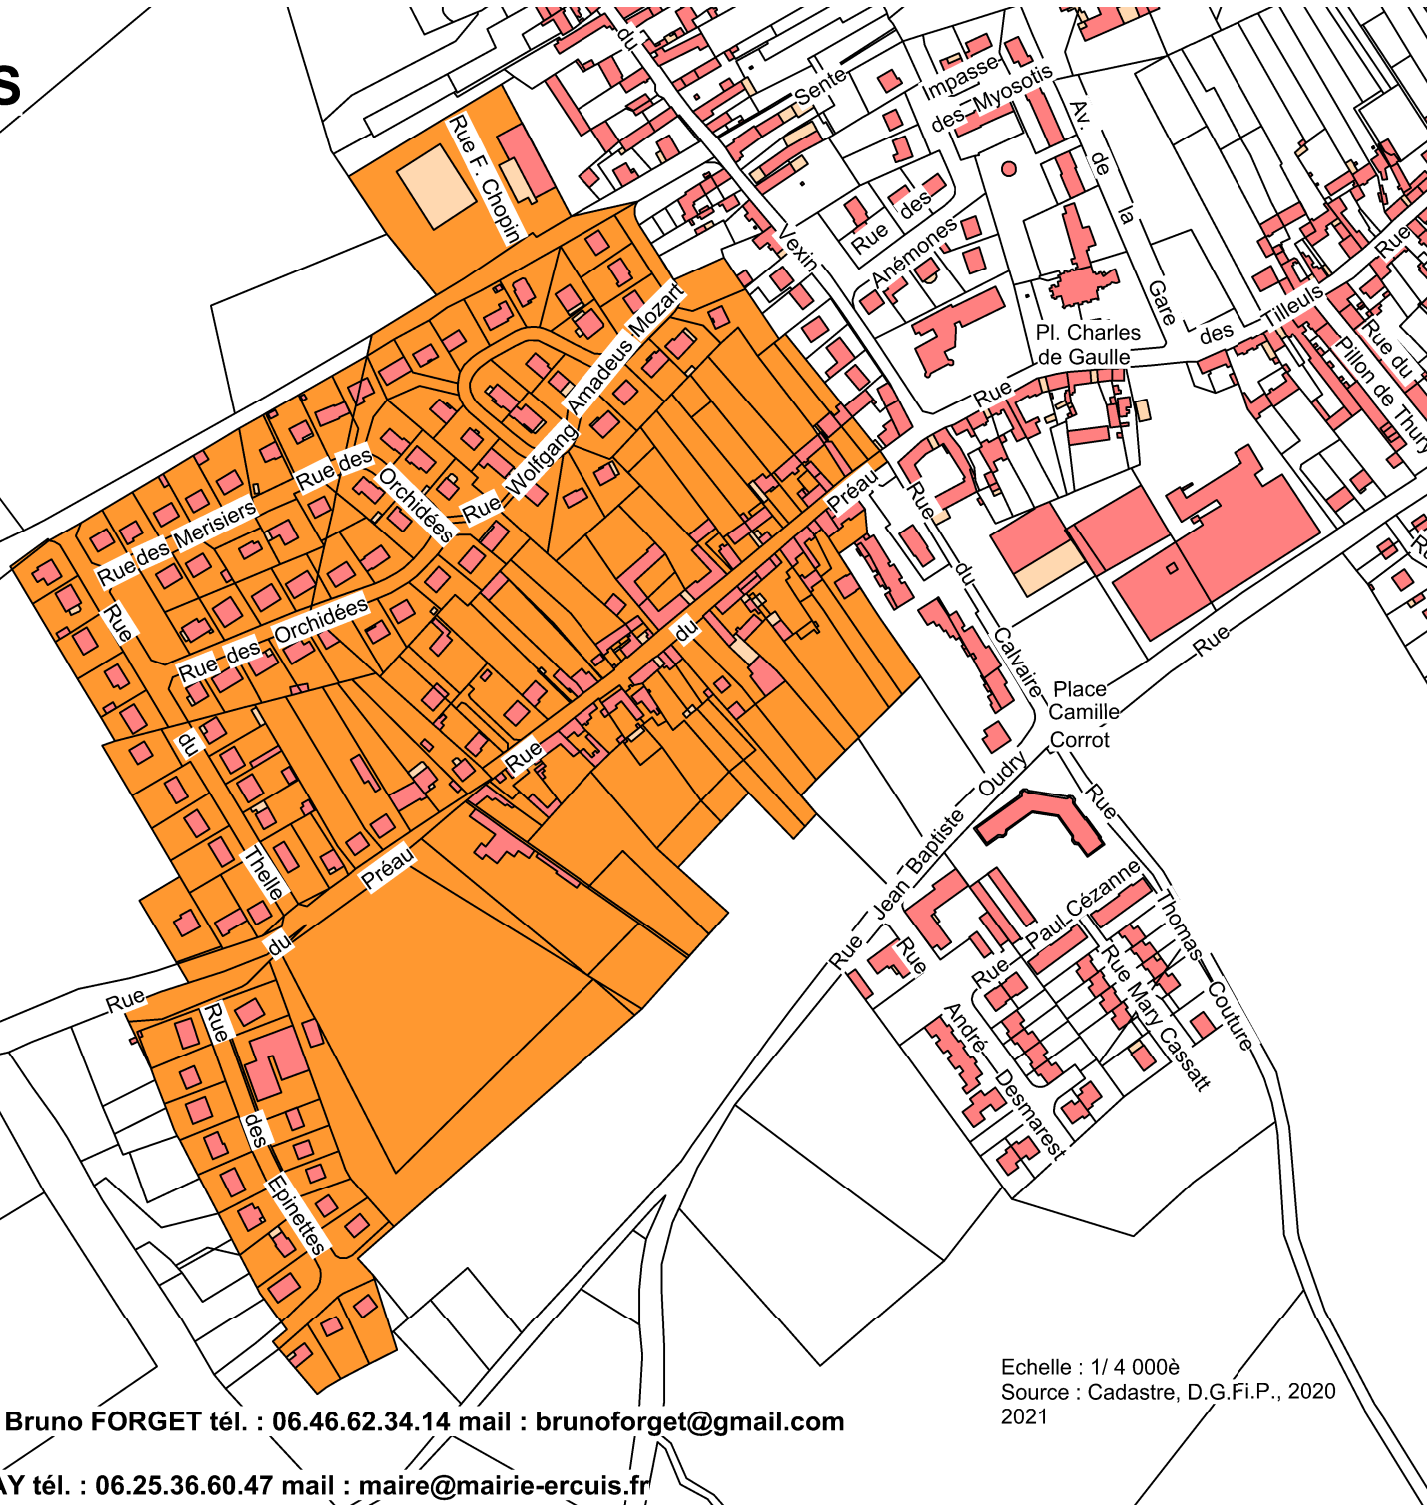 S
du
Sente
Impasse
des Myosotis
Av.
de
la
Gare
Rue F. Chopin
Rue
des
Anémones
Vexin
Rue
Tilleuls
des
Pl. Charles
de Gaulle
Rue
Rue du
Pillon de Thury
Rue
Wolfgang
Amadeus
Mozart
Rue des
Orchidées
Rue des Merisiers
Préau
Rue
du
Calvaire
Rue
du
Thelle
Rue des Orchidées
du
Rue
Rue
Place
Camille
Corrot
Préau
du
Rue
Rue
Jean
Baptiste
Oudry
Rue
Thomas
Couture
Rue
Paul Cézanne
Rue Mary Cassatt
Rue
André
Desmarest
Rue
des
Epinettes
Echelle : 1/ 4 000è
Source : Cadastre, D.G.Fi.P., 2020
2021
Bruno FORGET tél. : 06.46.62.34.14 mail : brunoforget@gmail.com
AY tél. : 06.25.36.60.47 mail : maire@mairie-ercuis.fr